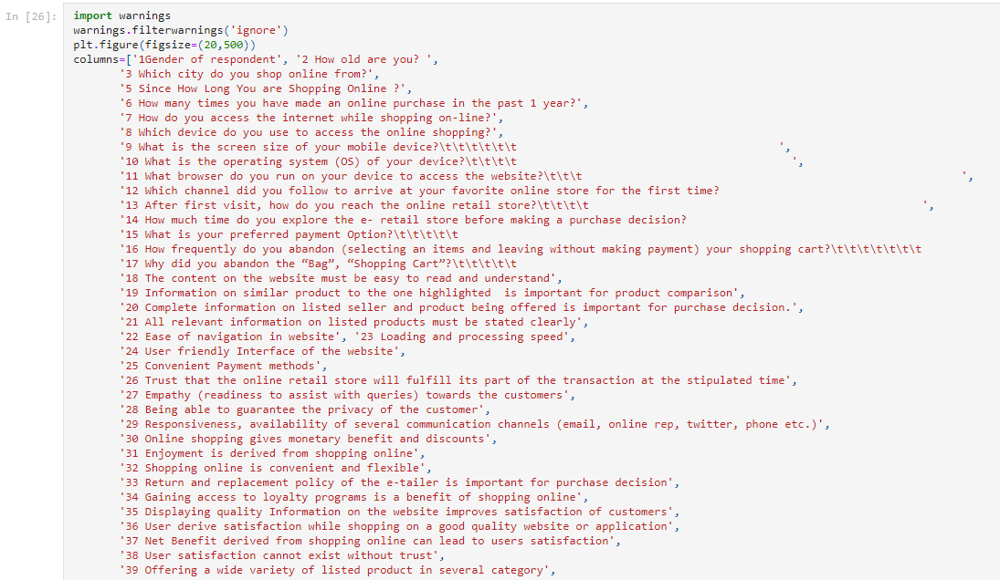 In [26]:
import warnings
warnings.filterwarnings('ignore')
plt.figure(figsize=(20,500))
columns=['1Gender of respondent', '2 How old are you? ',
'3 Which city do you shop online from?',
'5 Since How Long You are Shopping Online ?',
'6 How many times you have made an online purchase in the past 1 year?',
'7 How do you access the internet while shopping on-line?',
'8 Which device do you use to access the online shopping?',
'9 What is the screen size of your mobile device?\t\t\t\t\t\t ',
'10 What is the operating system (OS) of your device?\t\t\t\t ',
'11 What browser do you run on your device to access the website?\t\t\t ',
'12 Which channel did you follow to arrive at your favorite online store for the first time?
'13 After first visit, how do you reach the online retail store?\t\t\t\t ',
'14 How much time do you explore the e- retail store before making a purchase decision?
'15 What is your preferred payment Option?\t\t\t\t\t
'16 How frequently do you abandon (selecting an items and leaving without making payment) your shopping cart?\t\t\t\t\t\t\t
'17 Why did you abandon the “Bag”, “Shopping Cart”?\t\t\t\t\t
'18 The content on the website must be easy to read and understand',
'19 Information on similar product to the one highlighted  is important for product comparison',
'20 Complete information on listed seller and product being offered is important for purchase decision.',
'21 All relevant information on listed products must be stated clearly',
'22 Ease of navigation in website', '23 Loading and processing speed',
'24 User friendly Interface of the website',
'25 Convenient Payment methods',
'26 Trust that the online retail store will fulfill its part of the transaction at the stipulated time',
'27 Empathy (readiness to assist with queries) towards the customers',
'28 Being able to guarantee the privacy of the customer',
'29 Responsiveness, availability of several communication channels (email, online rep, twitter, phone etc.)',
'30 Online shopping gives monetary benefit and discounts',
'31 Enjoyment is derived from shopping online',
'32 Shopping online is convenient and flexible',
'33 Return and replacement policy of the e-tailer is important for purchase decision',
'34 Gaining access to loyalty programs is a benefit of shopping online',
'35 Displaying quality Information on the website improves satisfaction of customers',
'36 User derive satisfaction while shopping on a good quality website or application',
'37 Net Benefit derived from shopping online can lead to users satisfaction',
'38 User satisfaction cannot exist without trust',
'39 Offering a wide variety of listed product in several category',